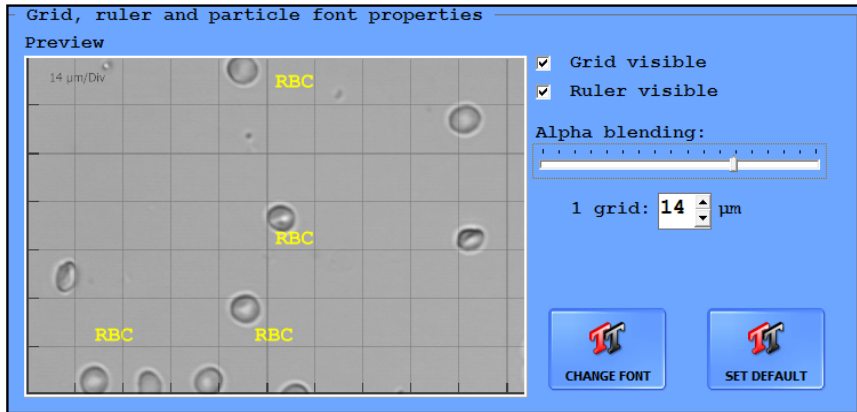 Grid, ruler and particle font properties
Preview
14 µm/Div
RBC
RBC
RBC
RBC
Grid visible
Ruler visible
Alpha blending:
1 grid: 14 µm
CHANGE FONT
SET DEFAULT